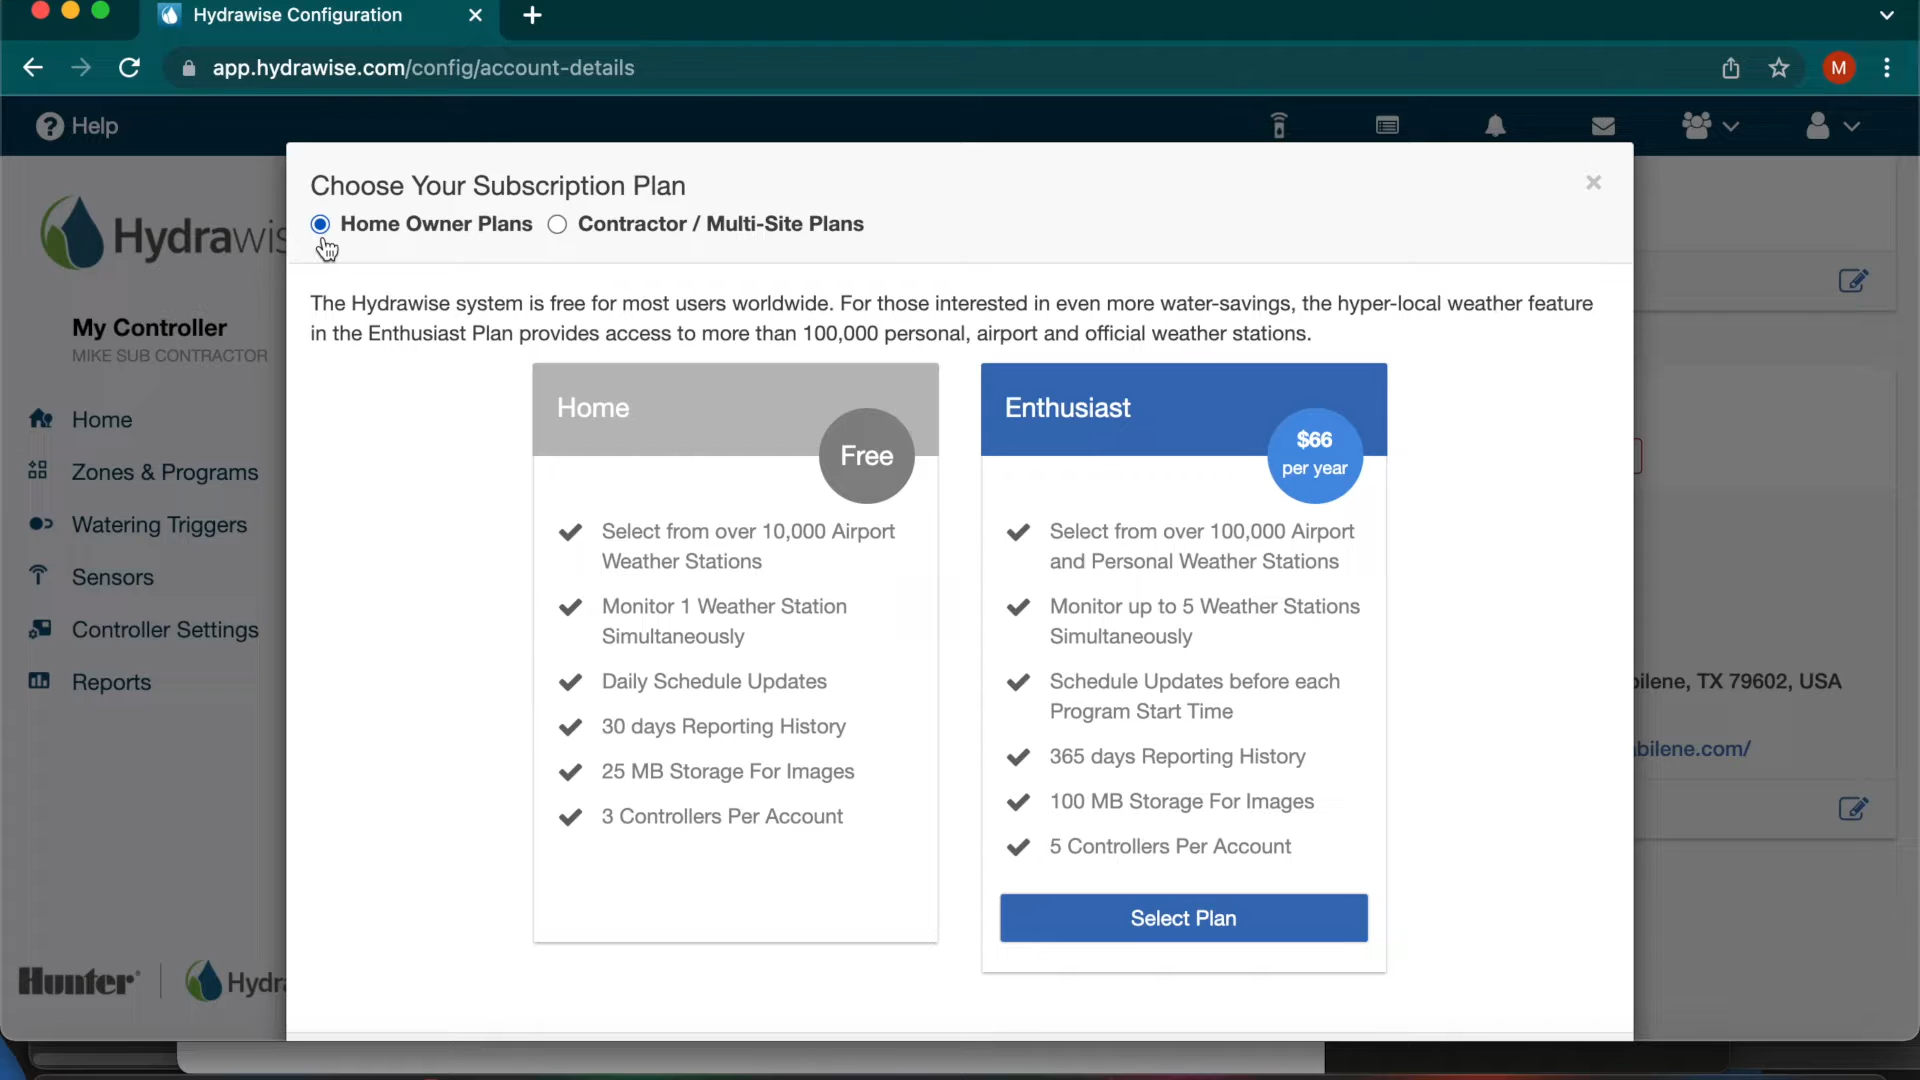 Hydrawise Configuration
app.hydrawise.com/config/account-details
M
? Help
Choose Your Subscription Plan
Home Owner Plans
Contractor / Multi-Site Plans
The Hydrawise system is free for most users worldwide. For those interested in even more water-savings, the hyper-local weather feature
in the Enthusiast Plan provides access to more than 100,000 personal, airport and official weather stations.
Hydrawis
My Controller
MIKE SUB CONTRACTOR
Home
Zones & Programs
Watering Triggers
Sensors
Controller Settings
Reports
Hunter
Hydr
Home
Free
Select from over 10,000 Airport
Weather Stations
Monitor 1 Weather Station
Simultaneously
Daily Schedule Updates
30 days Reporting History
25 MB Storage For Images
3 Controllers Per Account
Enthusiast
$66
per year
Select from over 100,000 Airport
and Personal Weather Stations
Monitor up to 5 Weather Stations
Simultaneously
Schedule Updates before each
Program Start Time
365 days Reporting History
100 MB Storage For Images
5 Controllers Per Account
Select Plan
bilene, TX 79602, USA
abilene.com/